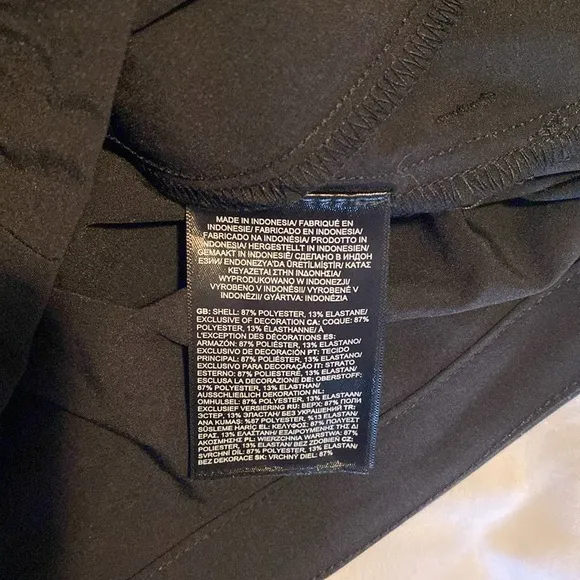 MADE IN INDONESIA/ FABRIQUÉ EN
INDONESIE/ FABRICADO EN INDONESIA/
FABRICADO NA INDONÉSIA/ PRODOTTO IN
INDONESIA/ HERGESTELLT IN INDONESIEN/
GEMAAKT IN INDONESIË/ СДЕЛАНО В ИНДОН
ЕЗИИ/ ENDONEZYA'DA ÜRETİLMİŞTİR/ ΚΑΤΑΣ
ΚΕΥΑΖΕΤΑΙ ΣΤΗΝ ΙΝΔΟΝΗΣΙΑ/
WYPRODUKOWANO W INDONEZJI/
VYROBENO V INDONÉSII/ VYROBENÉ V
INDONÉZII/ GYÁRTVA: INDONÉZIA
GB: SHELL: 87% POLYESTER, 13% ELASTANE/
EXCLUSIVE OF DECORATION CA: COQUE: 87%
POLYESTER, 13% ÉLASTHANNE/ À
L'EXCEPTION DES DÉCORATIONS ES:
ARMAZÓN: 87% POLIÉSTER, 13% ELASTANO/
EXCLUSIVO DE DECORACIÓN PT: TECIDO
PRINCIPAL: 87% POLIÉSTER, 13% ELASTANO/
EXCLUSIVO PARA DECORAÇÃO IT: STRATO
ESTERNO: 87% POLIESTERE, 13% ELASTAN/
ESCLUSA LA DECORAZIONE DE: OBERSTOFF:
87% POLYESTER, 13% ELASTHAN/
AUSSCHLIEßLICH DEKORATION NL:
OMHULSEL: 87% POLYESTER, 13% ELASTAAN/
EXCLUSIEF VERSIERING RU: ВЕРХ: 87% ПОЛИ
ЭСТЕР, 13% ЭЛАСТАН/ БЕЗ УКРАШЕНИЙ TR:
ANA KUMAŞ: %87 POLYESTER, %13 ELASTAN/
SÜSLEME HARİÇ EL: ΚΕΛΥΦΟΣ: 87% ΠΟΛΥΕΣΤ
ΕΡΑΣ, 13% ΕΛΑΣΤΑΝΗ/ ΕΞΑΙΡΟΥΜΕΝΗΣ ΤΗΣ ΔΙ
ΑΚΟΣΜΗΣΗΣ PL: WIERZCHNIA WARSTWA: 87%
POLIESTER, 13% ELASTAN/ BEZ ZDOBIEŃ CZ:
SVRCHNÍ DÍL: 87% POLYESTER, 13% ELASTAN/
BEZ DEKORACE SK: VRCHNÝ DIEL: 87%